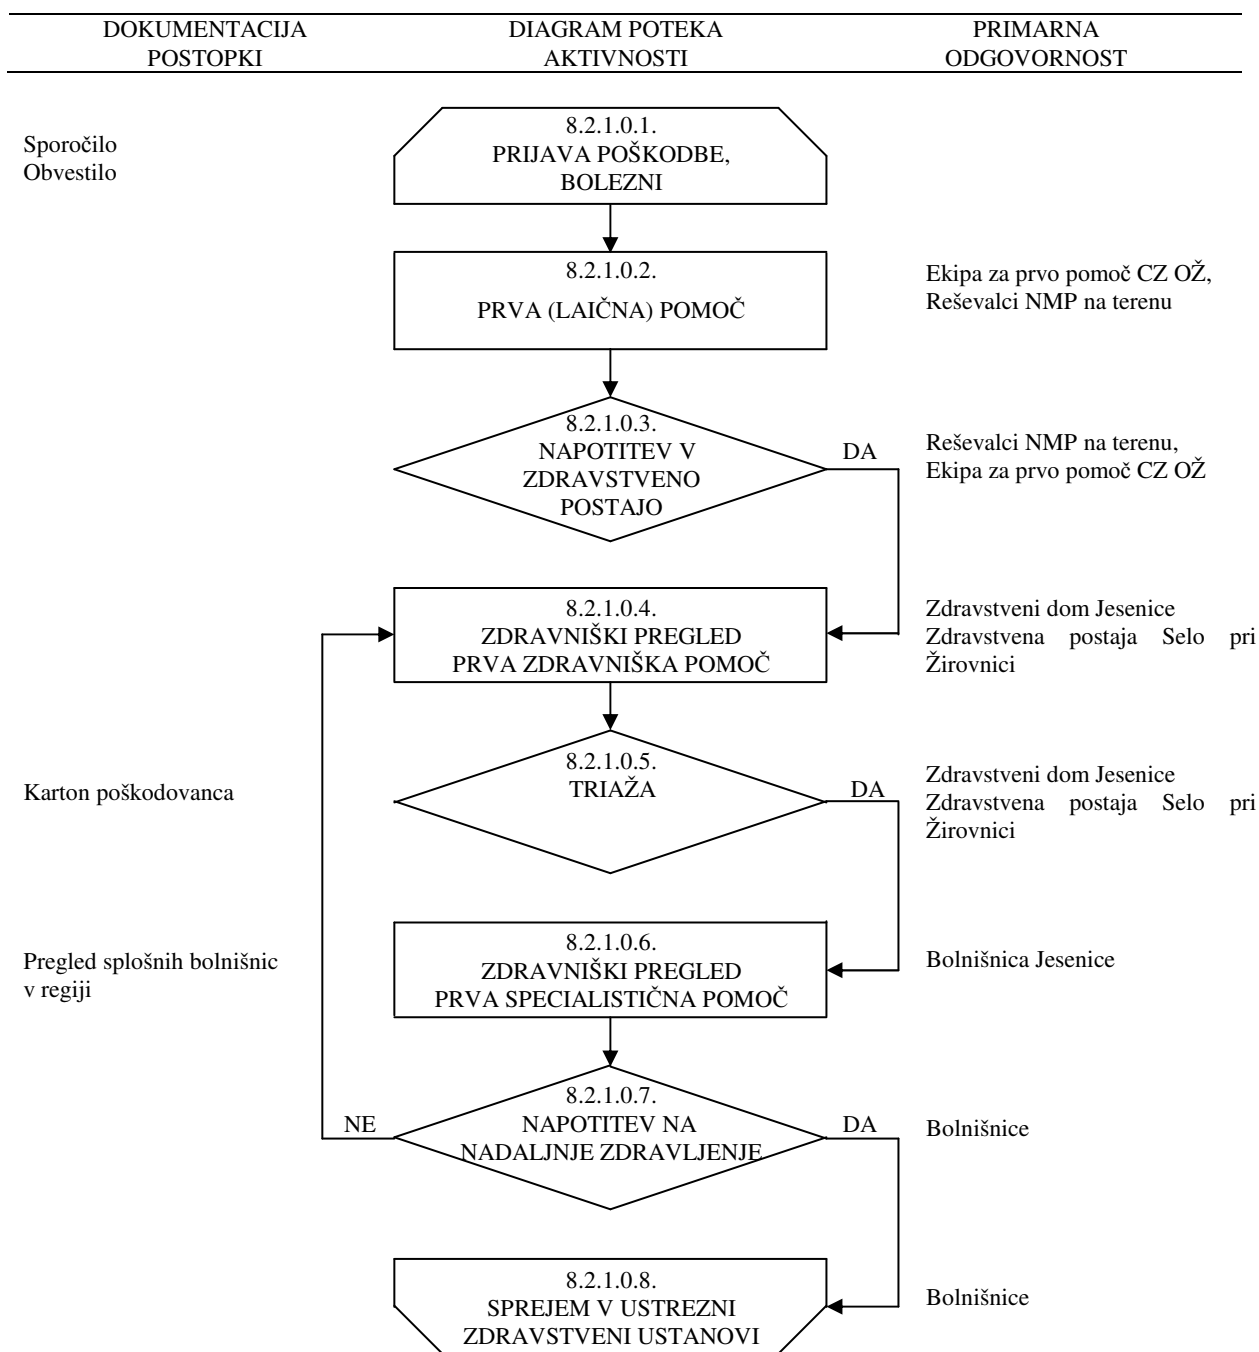 DOKUMENTACIJA
POSTOPKI
DIAGRAM POTEKA
AKTIVNOSTI
PRIMARNA
ODGOVORNOST
Sporočilo
Obvestilo
8.2.1.0.1.
PRIJAVA POŠKODBE,
BOLEZNI
8.2.1.0.2.
PRVA (LAIČNA) POMOČ
Ekipa za prvo pomoč CZ OŽ,
Reševalci NMP na terenu
8.2.1.0.3.
NAPOTITEV V
ZDRAVSTVENO
POSTAJO
DA
Reševalci NMP na terenu,
Ekipa za prvo pomoč CZ OŽ
8.2.1.0.4.
ZDRAVNIŠKI PREGLED
PRVA ZDRAVNIŠKA POMOČ
Zdravstveni dom Jesenice
Zdravstvena postaja Selo pri
Žirovnici
Karton poškodovanca
8.2.1.0.5.
TRIAŽA
DA
Zdravstveni dom Jesenice
Zdravstvena postaja Selo pri
Žirovnici
Pregled splošnih bolnišnic
v regiji
8.2.1.0.6.
ZDRAVNIŠKI PREGLED
PRVA SPECIALISTIČNA POMOČ
Bolnišnica Jesenice
NE
8.2.1.0.7.
NAPOTITEV NA
NADALJNJE ZDRAVLJENJE
DA
Bolnišnice
8.2.1.0.8.
SPREJEM V USTREZNI
ZDRAVSTVENI USTANOVI
Bolnišnice